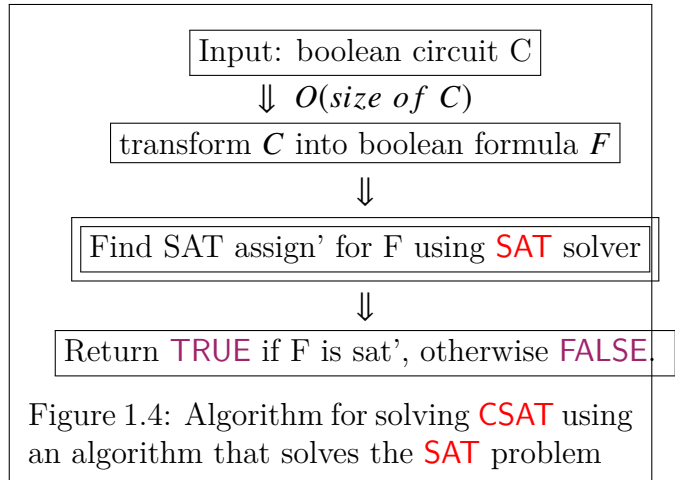 Input: boolean circuit C
⇓ O(size of C)
transform C into boolean formula F
⇓
Find SAT assign' for F using SAT solver
⇓
Return TRUE if F is sat', otherwise FALSE.
Figure 1.4: Algorithm for solving CSAT using
an algorithm that solves the SAT problem